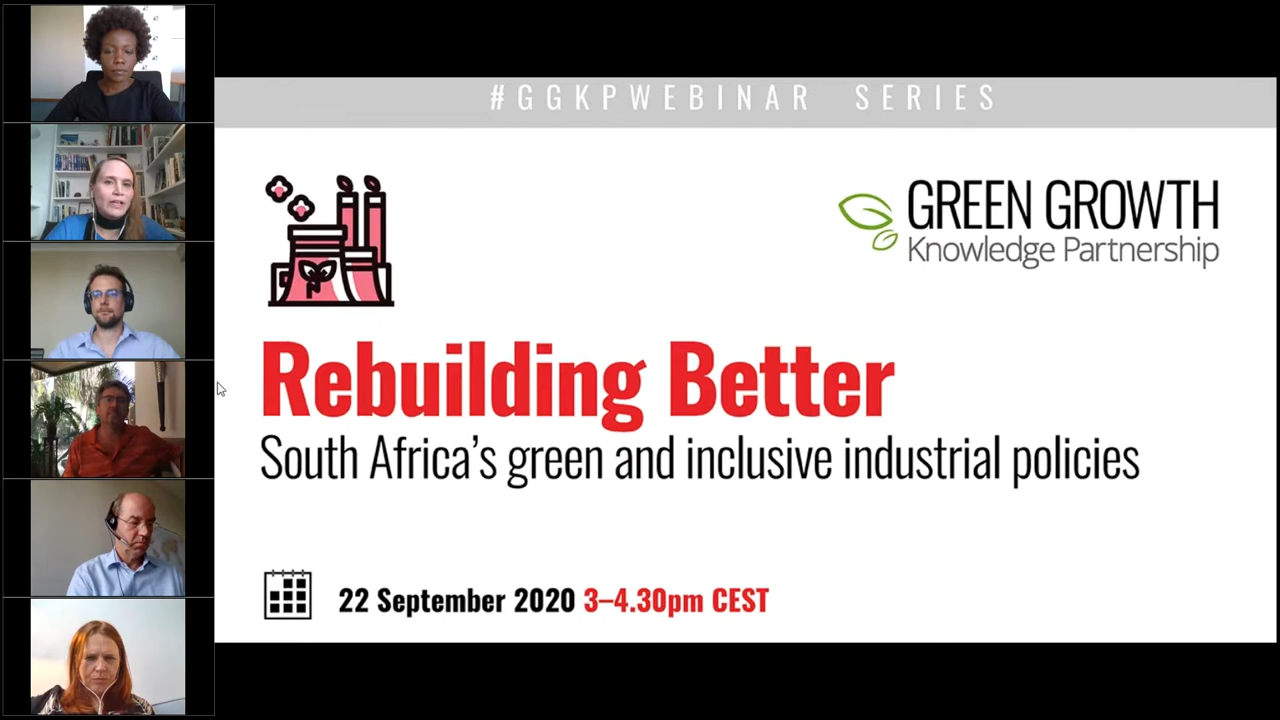 #GGKPWEBINAR SERIES
GREEN GROWTH
Knowledge Partnership
Rebuilding Better
South Africa's green and inclusive industrial policies
22 September 2020 3–4.30pm CEST